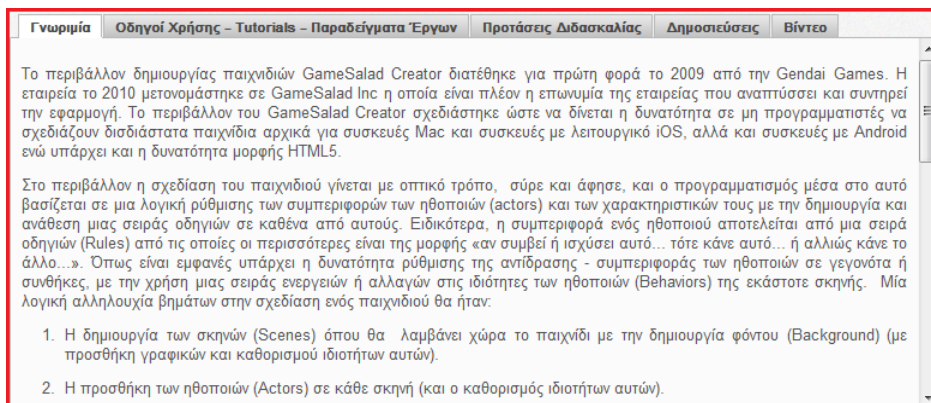 Γνωριμία Οδηγοί Χρήσης – Tutorials – Παραδείγματα Έργων Προτάσεις Διδασκαλίας Δημοσιεύσεις Βίντεο
Το περιβάλλον δημιουργίας παιχνιδιών GameSalad Creator διατέθηκε για πρώτη φορά το 2009 από την Gendai Games. Η
εταιρεία το 2010 μετονομάστηκε σε GameSalad Inc η οποία είναι πλέον η επωνυμία της εταιρείας που αναπτύσσει και συντηρεί
την εφαρμογή. Το περιβάλλον του GameSalad Creator σχεδιάστηκε ώστε να δίνεται η δυνατότητα σε μη προγραμματιστές να
σχεδιάζουν δισδιάστατα παιχνίδια αρχικά για συσκευές Mac και συσκευές με λειτουργικό iOS, αλλά και συσκευές με Android
ενώ υπάρχει και η δυνατότητα μορφής HTML5.
Στο περιβάλλον η σχεδίαση του παιχνιδιού γίνεται με οπτικό τρόπο, σύρε και άφησε, και ο προγραμματισμός μέσα στο αυτό
βασίζεται σε μια λογική ρύθμισης των συμπεριφορών των ηθοποιών (actors) και των χαρακτηριστικών τους με την δημιουργία και
ανάθεση μιας σειράς οδηγιών σε καθένα από αυτούς. Ειδικότερα, η συμπεριφορά ενός ηθοποιού αποτελείται από μια σειρά
οδηγιών (Rules) από τις οποίες οι περισσότερες είναι της μορφής «αν συμβεί ή ισχύσει αυτό... τότε κάνε αυτό... ή αλλιώς κάνε το
άλλο...». Όπως είναι εμφανές υπάρχει η δυνατότητα ρύθμισης της αντίδρασης - συμπεριφοράς των ηθοποιών σε γεγονότα ή
συνθήκες, με την χρήση μιας σειράς ενεργειών ή αλλαγών στις ιδιότητες των ηθοποιών (Behaviors) της εκάστοτε σκηνής. Μία
λογική αλληλουχία βημάτων στην σχεδίαση ενός παιχνιδιού θα ήταν:
1. Η δημιουργία των σκηνών (Scenes) όπου θα λαμβάνει χώρα το παιχνίδι με την δημιουργία φόντου (Background) (με
προσθήκη γραφικών και καθορισμού ιδιοτήτων αυτών).
2. Η προσθήκη των ηθοποιών (Actors) σε κάθε σκηνή (και ο καθορισμός ιδιοτήτων αυτών).